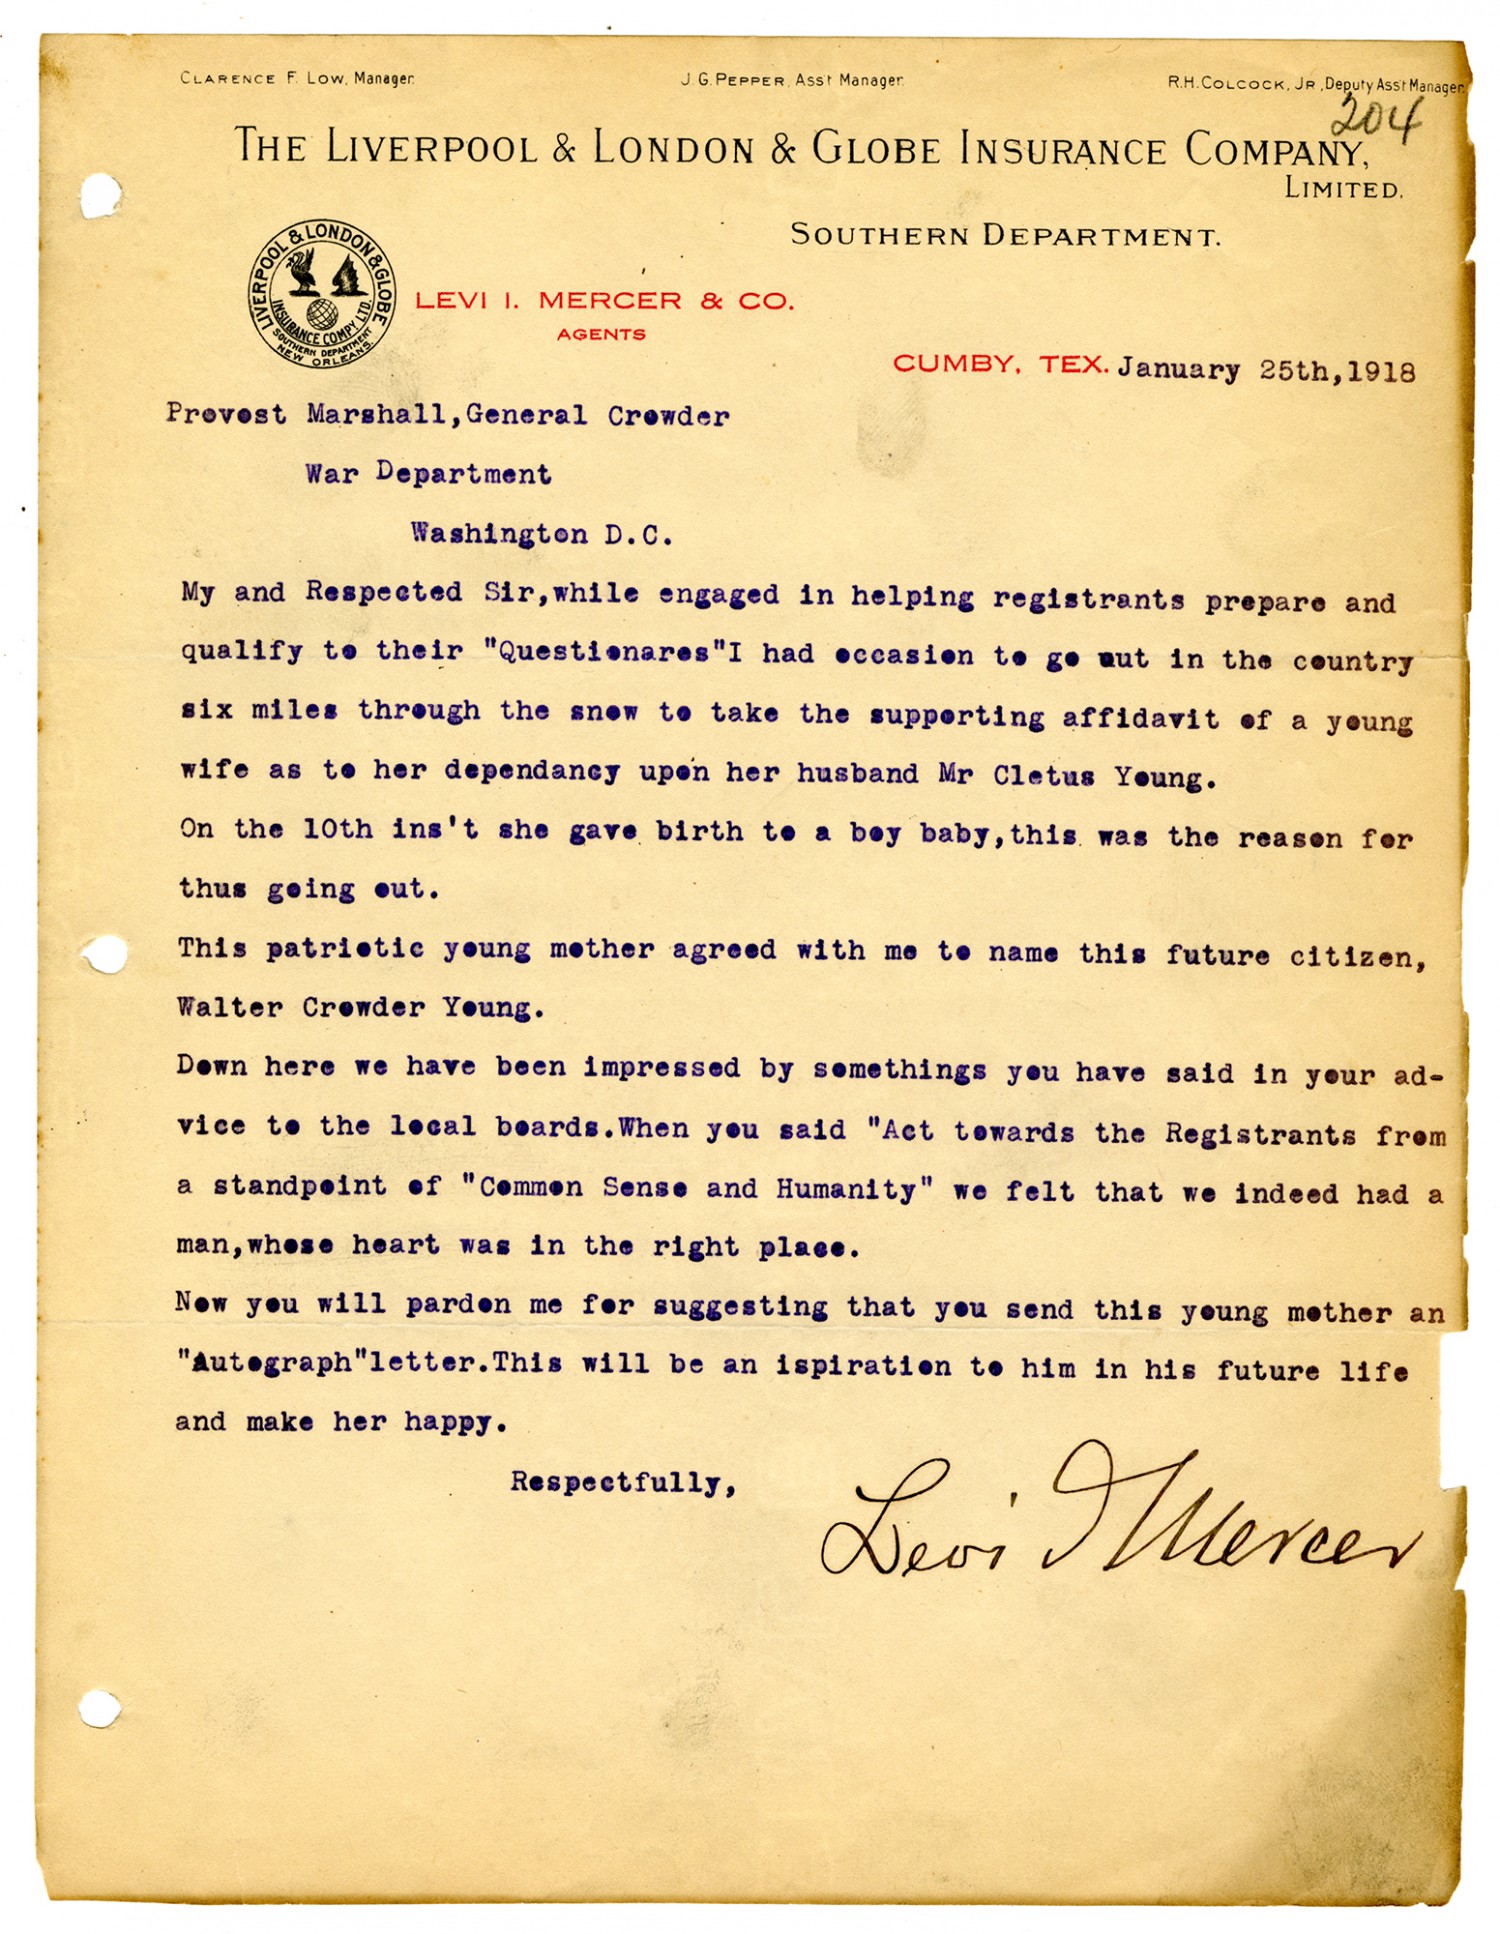 CLARENCE F. LOW, Manager. J. G. PEPPER, Ass't Manager. R. H. COLCOCK, JR., Deputy Ass't Manager.
204
THE LIVERPOOL & LONDON & GLOBE INSURANCE COMPANY,
LIMITED.
SOUTHERN DEPARTMENT.
LIVERPOOL & LONDON & GLOBE
INSURANCE COMPY. LTD.
SOUTHERN DEPARTMENT
NEW ORLEANS.
LEVI I. MERCER & CO.
AGENTS
CUMBY, TEX. January 25th,1918
Provost Marshall,General Crowder
War Department
Washington D.C.
My and Respected Sir,while engaged in helping registrants prepare and
qualify to their "Questionares"I had occasion to go out in the country
six miles through the snow to take the supporting affidavit of a young
wife as to her dependancy upon her husband Mr Cletus Young.
On the 10th ins't she gave birth to a boy baby,this was the reason for
thus going out.
This patriotic young mother agreed with me to name this future citizen,
Walter Crowder Young.
Down here we have been impressed by somethings you have said in your ad-
vice to the local boards.When you said "Act towards the Registrants from
a standpoint of "Common Sense and Humanity" we felt that we indeed had a
man,whose heart was in the right place.
Now you will pardon me for suggesting that you send this young mother an
"Autograph"letter.This will be an ispiration to him in his future life
and make her happy.
Respectfully,
Levi I Mercer